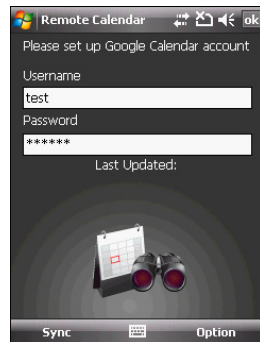 Remote Calendar ok
Please set up Google Calendar account
Username
test
Password
******
Last Updated:
Sync Option